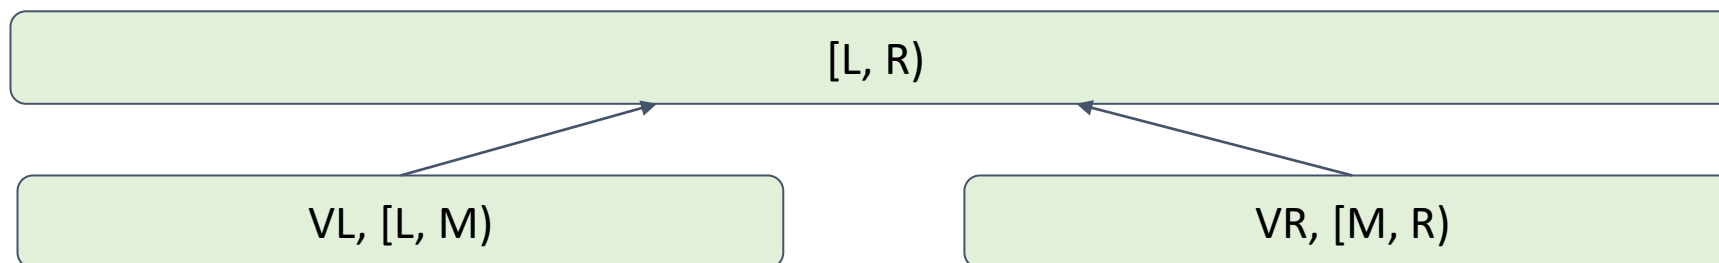 [L, R)
VL, [L, M)
VR, [M, R)